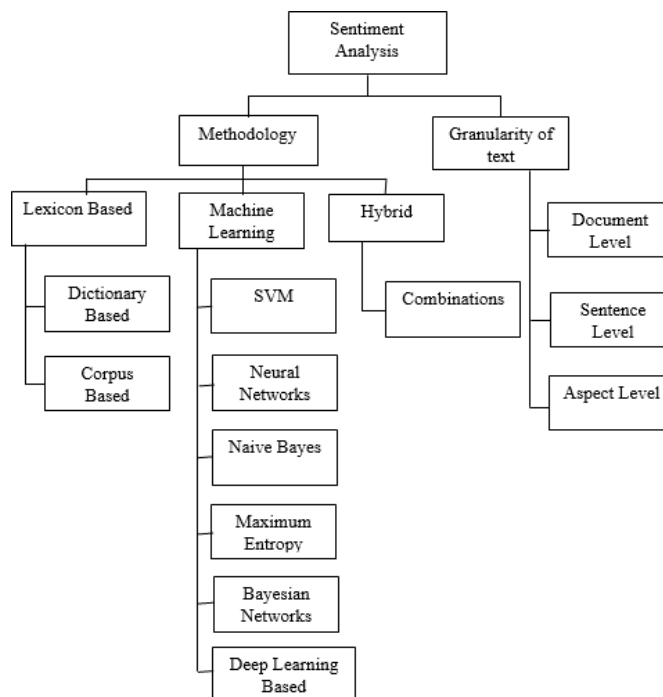 Sentiment
Analysis
Methodology
Granularity of
text
Lexicon Based
Machine
Learning
Hybrid
Document
Level
Dictionary
Based
SVM
Combinations
Sentence
Level
Corpus
Based
Neural
Networks
Aspect Level
Naive Bayes
Maximum
Entropy
Bayesian
Networks
Deep Learning
Based